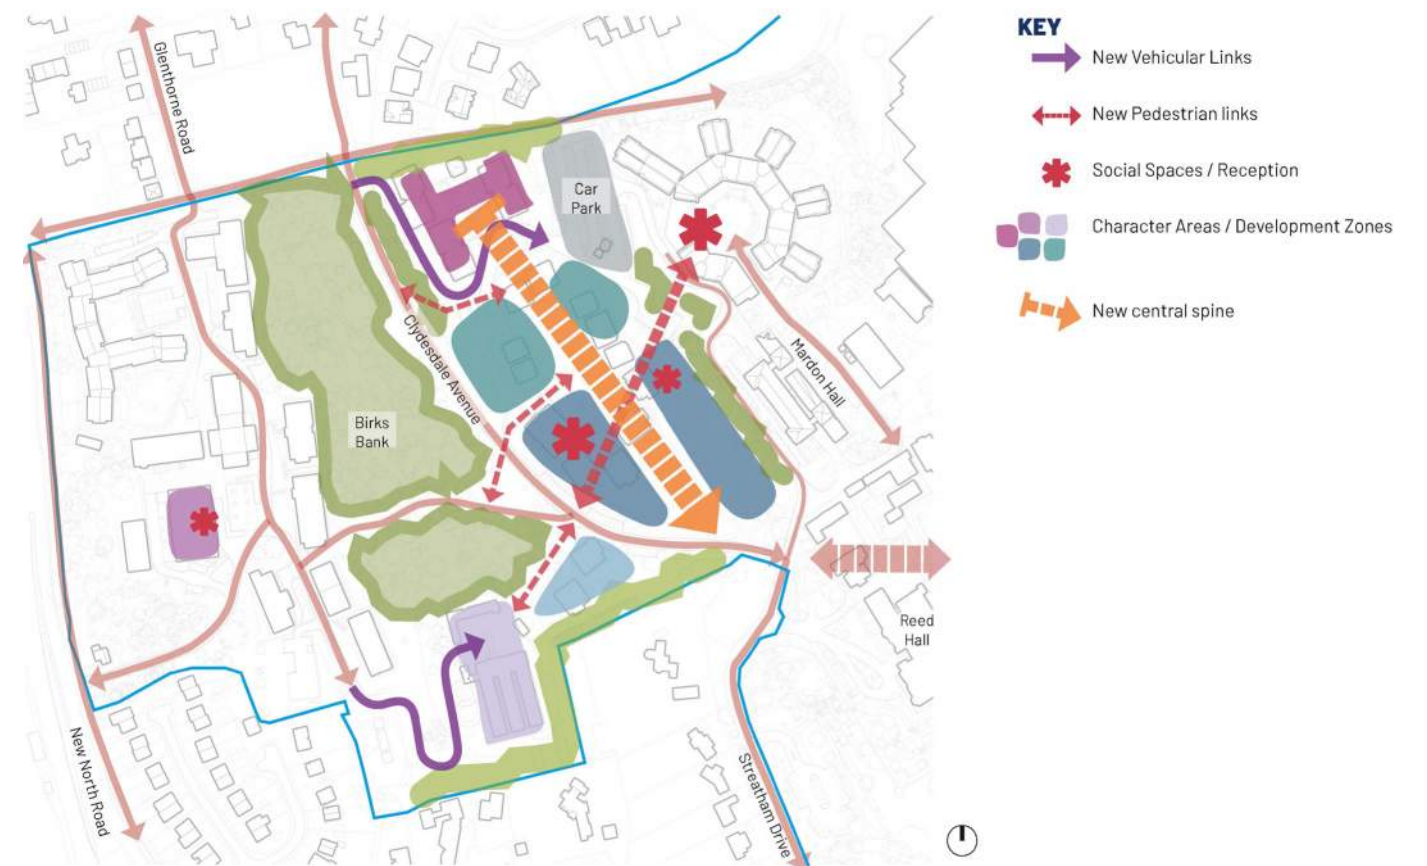 KEY
New Vehicular Links
New Pedestrian links
Social Spaces / Reception
Character Areas / Development Zones
New central spine
Glenthorne Road
Car
Park
Clydesdale Avenue
Mardon Hall
Birks
Bank
Reed
Hall
New North Road
Streatham Drive